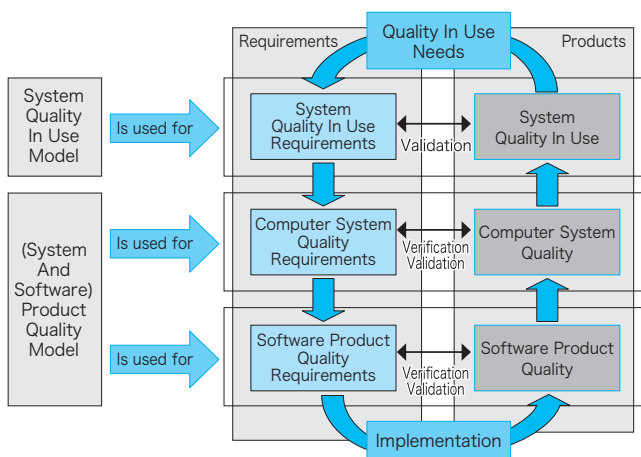 Quality In Use
Needs
Requirements
Products
System
Quality
In Use
Model
Is used for
System
Quality In Use
Requirements
Validation
System
Quality In Use
(System
And
Software)
Product
Quality
Model
Is used for
Computer System
Quality
Requirements
Verification
Validation
Computer System
Quality
Is used for
Software Product
Quality
Requirements
Verification
Validation
Software Product
Quality
Implementation